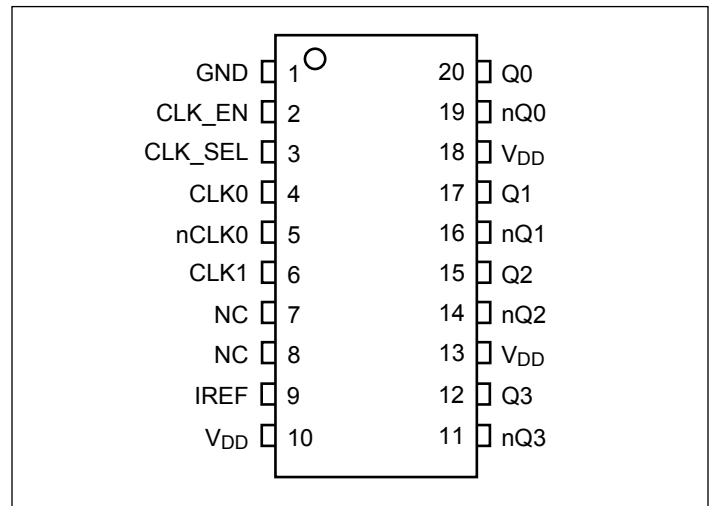 GND 1 20 Q0
CLK_EN 2 19 nQ0
CLK_SEL 3 18 VDD
CLK0 4 17 Q1
nCLK0 5 16 nQ1
CLK1 6 15 Q2
NC 7 14 nQ2
NC 8 13 VDD
IREF 9 12 Q3
VDD 10 11 nQ3